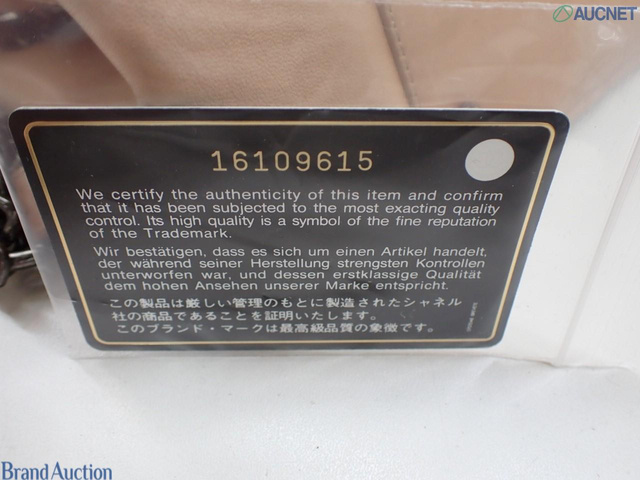 AUCNET
16109615
We certify the authenticity of this item and confirm
that it has been subjected to the most exacting quality
control. Its high quality is a symbol of the fine reputation
of the Trademark.
Wir bestätigen, dass es sich um einen Artikel handelt,
der während seiner Herstellung strengsten Kontrollen
unterworfen war, und dessen erstklassige Qualität
dem hohen Ansehen unserer Marke entspricht.
この製品は厳しい管理のもとに製造されたシャネル
社の商品であることを証明いたします。
このブランド・マークは最高級品質の象徴です。
Brand Auction